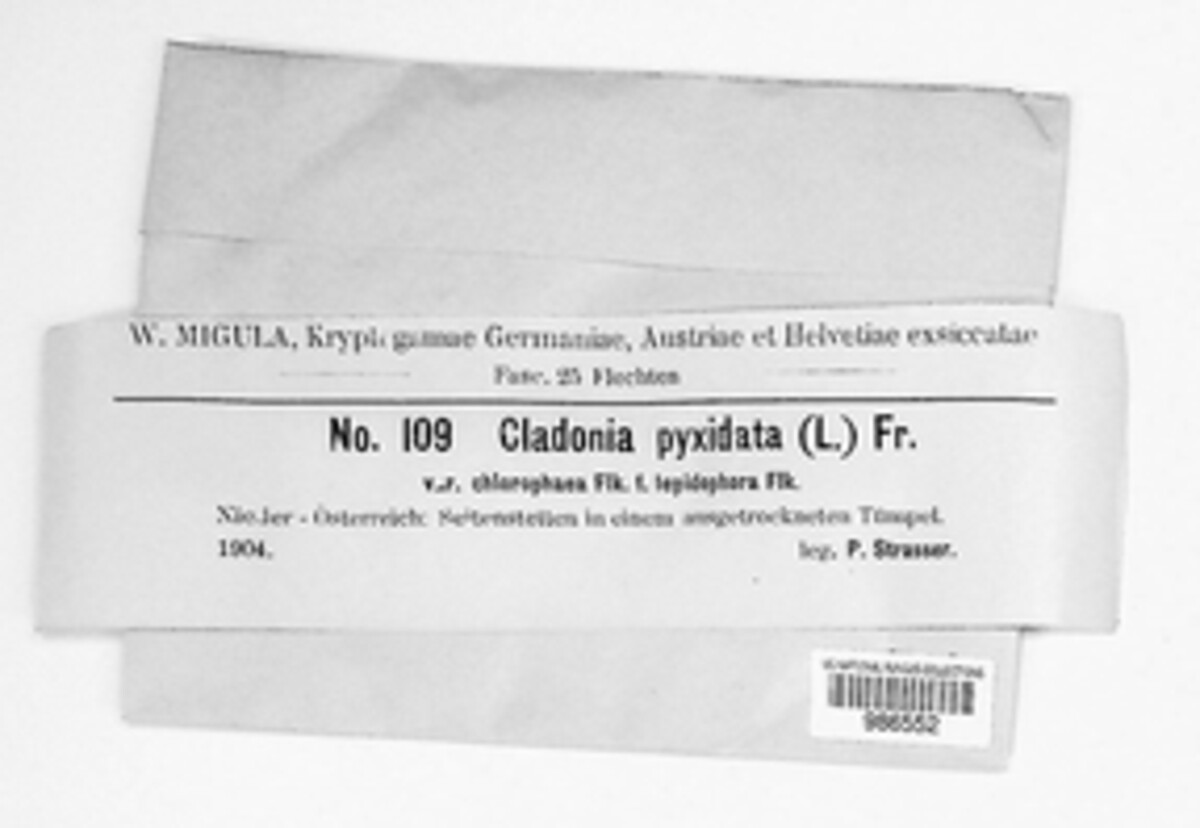 W. MIGULA, Kryptogamae Germaniae, Austriae et Helvetiae exsiccatae
Fasc. 25 Flechten
No. 109 Cladonia pyxidata (L.) Fr.
var. chlorophaea Flk. f. lepidophora Flk.
Nieder-Österreich: Seitenstetten in einem ausgetrockneten Tümpel.
1904. leg. P. Strasser.
986552